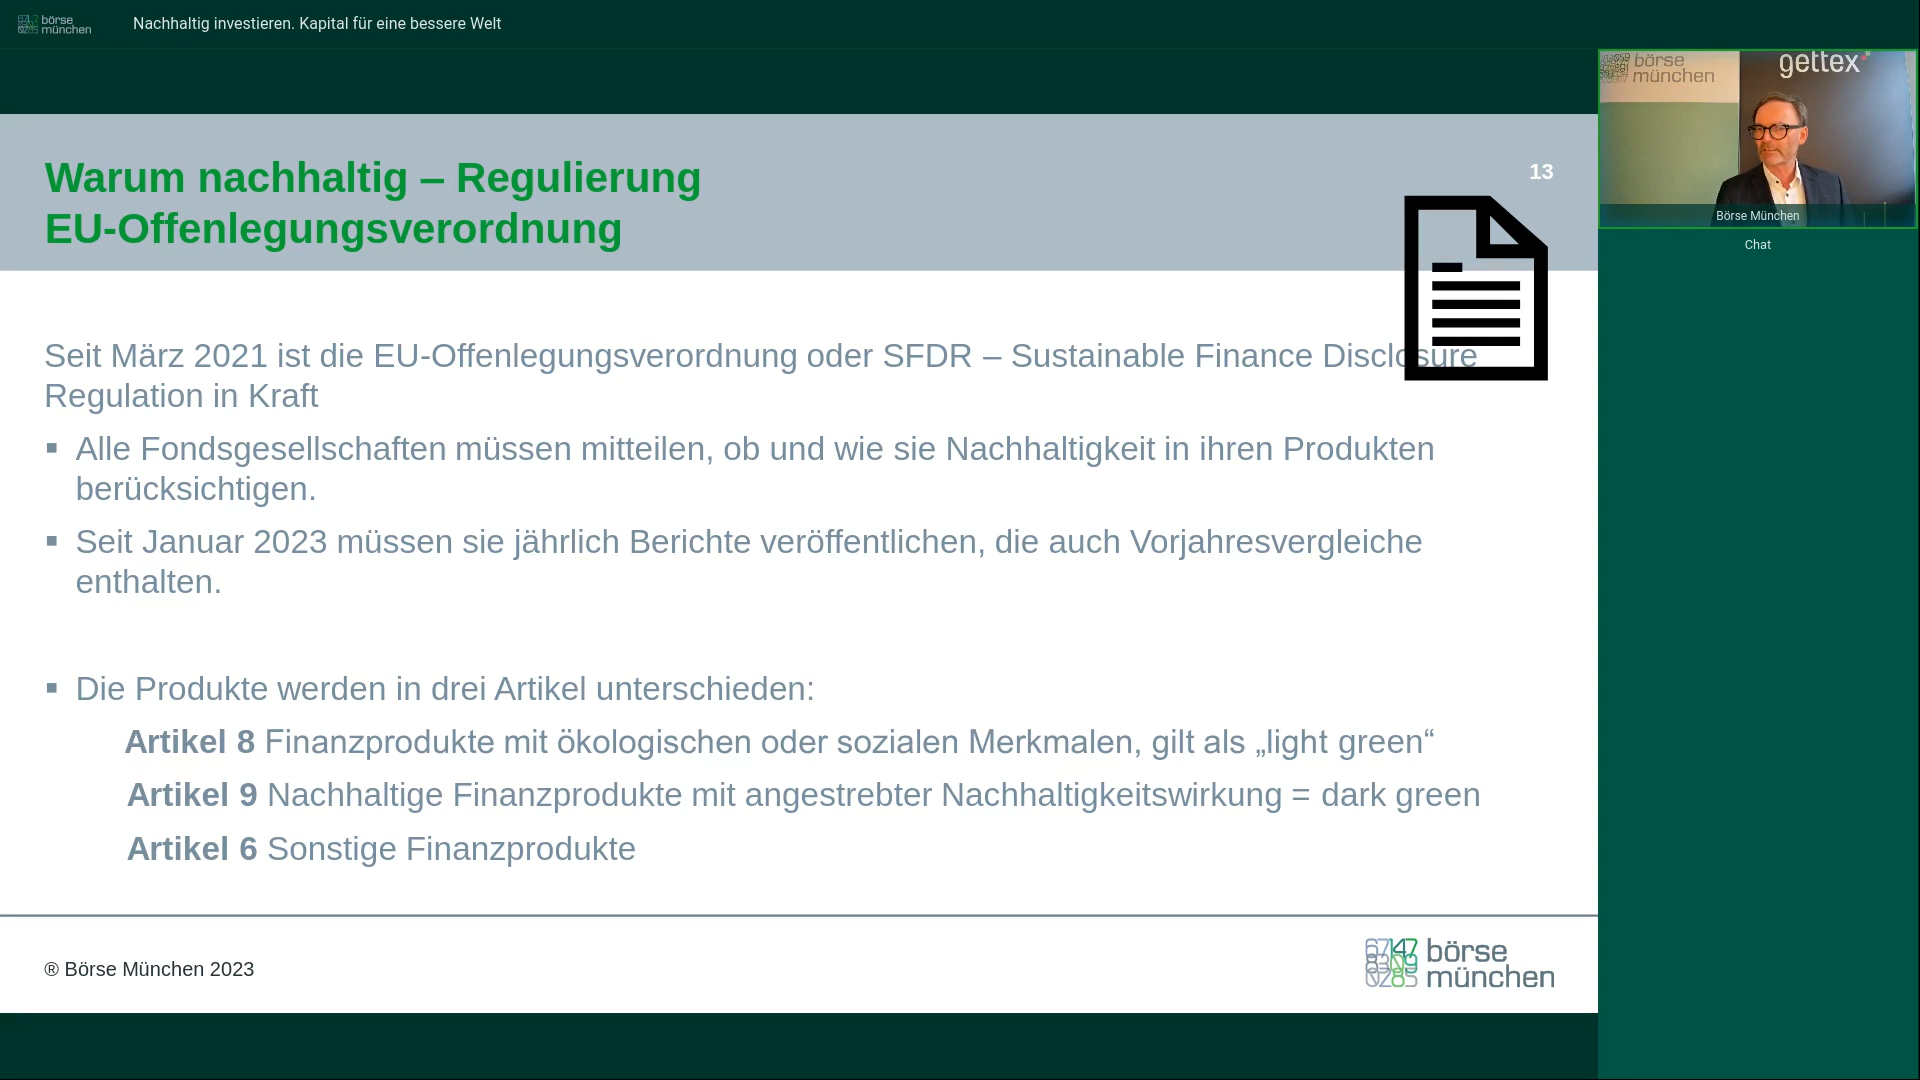 börse
münchen
Nachhaltig investieren. Kapital für eine bessere Welt
Warum nachhaltig – Regulierung
EU-Offenlegungsverordnung
13
Seit März 2021 ist die EU-Offenlegungsverordnung oder SFDR – Sustainable Finance Disclosure
Regulation in Kraft
▪ Alle Fondsgesellschaften müssen mitteilen, ob und wie sie Nachhaltigkeit in ihren Produkten
berücksichtigen.
▪ Seit Januar 2023 müssen sie jährlich Berichte veröffentlichen, die auch Vorjahresvergleiche
enthalten.
▪ Die Produkte werden in drei Artikel unterschieden:
Artikel 8 Finanzprodukte mit ökologischen oder sozialen Merkmalen, gilt als „light green“
Artikel 9 Nachhaltige Finanzprodukte mit angestrebter Nachhaltigkeitswirkung = dark green
Artikel 6 Sonstige Finanzprodukte
® Börse München 2023
börse
münchen
börse
münchen
gettex
Börse München
Chat